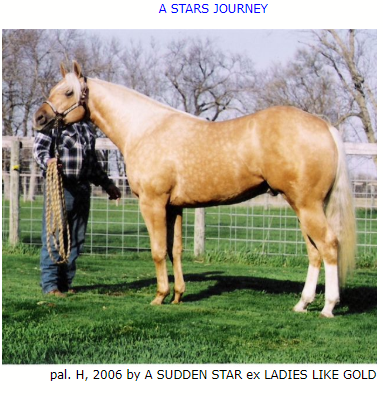 A STARS JOURNEY
pal. H, 2006 by A SUDDEN STAR ex LADIES LIKE GOLD